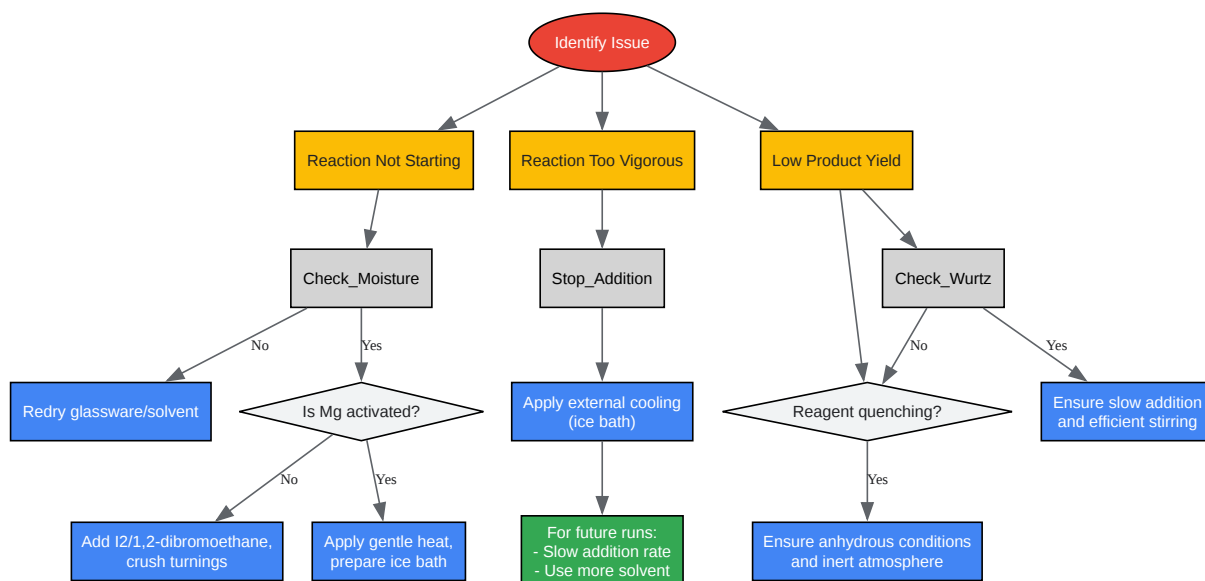 Identify Issue
Reaction Not Starting
Reaction Too Vigorous
Low Product Yield
Check_Moisture
Stop_Addition
Check_Wurtz
No
Yes
No
Yes
Redry glassware/solvent
Is Mg activated?
Apply external cooling
(ice bath)
Reagent quenching?
Ensure slow addition
and efficient stirring
No
Yes
Yes
Add I2/1,2-dibromoethane,
crush turnings
Apply gentle heat,
prepare ice bath
For future runs:
- Slow addition rate
- Use more solvent
Ensure anhydrous conditions
and inert atmosphere